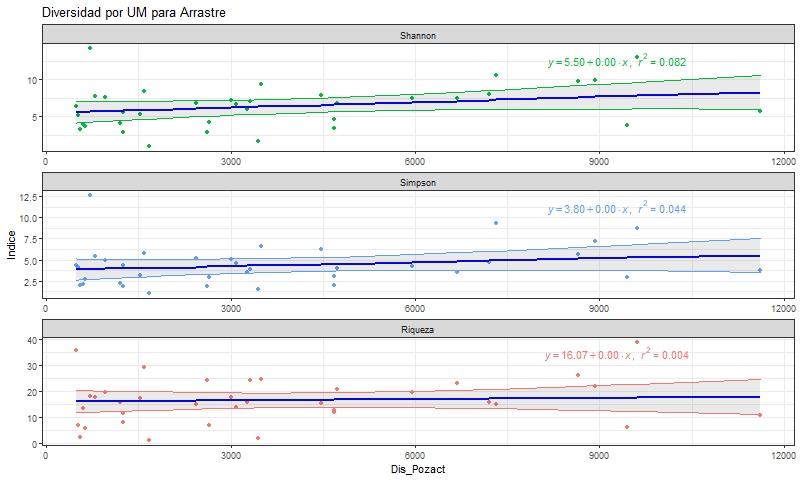 Diversidad por UM para Arrastre
Shannon
y = 5.50 + 0.00 · x, r² = 0.082
10
5
0 3000 6000 9000 12000
Simpson
y = 3.80 + 0.00 · x, r² = 0.044
12.5
10.0
7.5
5.0
2.5
Indice
0 3000 6000 9000 12000
Riqueza
y = 16.07 + 0.00 · x, r² = 0.004
40
30
20
10
0
0 3000 6000 9000 12000
Dis_Pozact